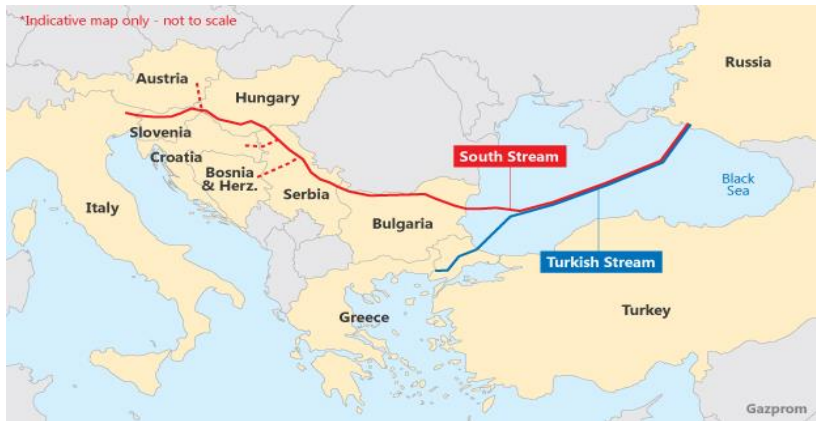 *Indicative map only - not to scale
Russia
Austria
Hungary
Slovenia
South Stream
Croatia
Bosnia
& Herz.
Black
Sea
Serbia
Italy
Bulgaria
Turkish Stream
Turkey
Greece
Gazprom